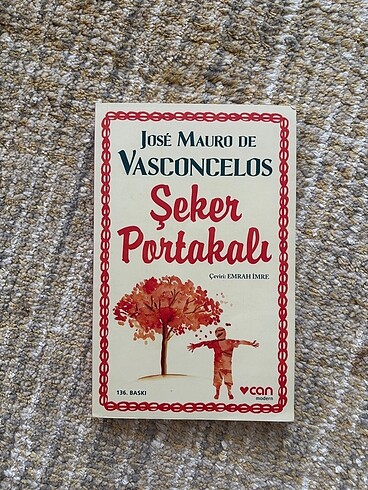 JOSÉ MAURO DE
VASCONCELOS
Şeker
Portakalı
Çeviri: EMRAH İMRE
136. BASKI
can
modern